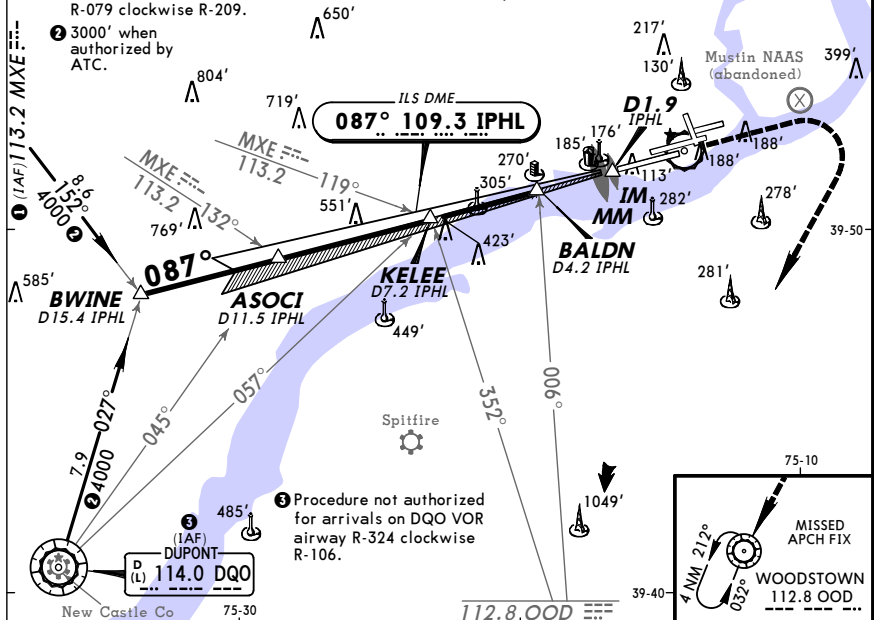 R-079 clockwise R-209.
2 3000' when
authorized by
ATC.
1 (IAF) 113.2 MXE
8.6
152°
4000 2
650'
804'
719'
ILS DME
087° 109.3 IPHL
217'
130'
Mustin NAAS
(abandoned)
399'
X
D1.9
IPHL
185'
176'
270'
188'
188'
113'
MXE
113.2
119°
MXE
113.2
132°
305'
551'
769'
IM
MM
282'
278'
39-50
087°
423'
BALDN
D4.2 IPHL
KELEE
D7.2 IPHL
281'
585'
BWINE
D15.4 IPHL
ASOCI
D11.5 IPHL
449'
027°
7.9
2 4000
045°
057°
352°
006°
Spitfire
75-10
1049'
485'
3 Procedure not authorized
for arrivals on DQO VOR
airway R-324 clockwise
R-106.
3
(IAF)
DUPONT
D
(L) 114.0 DQO
New Castle Co
75-30
112.8 OOD
39-40
MISSED
APCH FIX
4 NM 212°
032°
WOODSTOWN
112.8 OOD